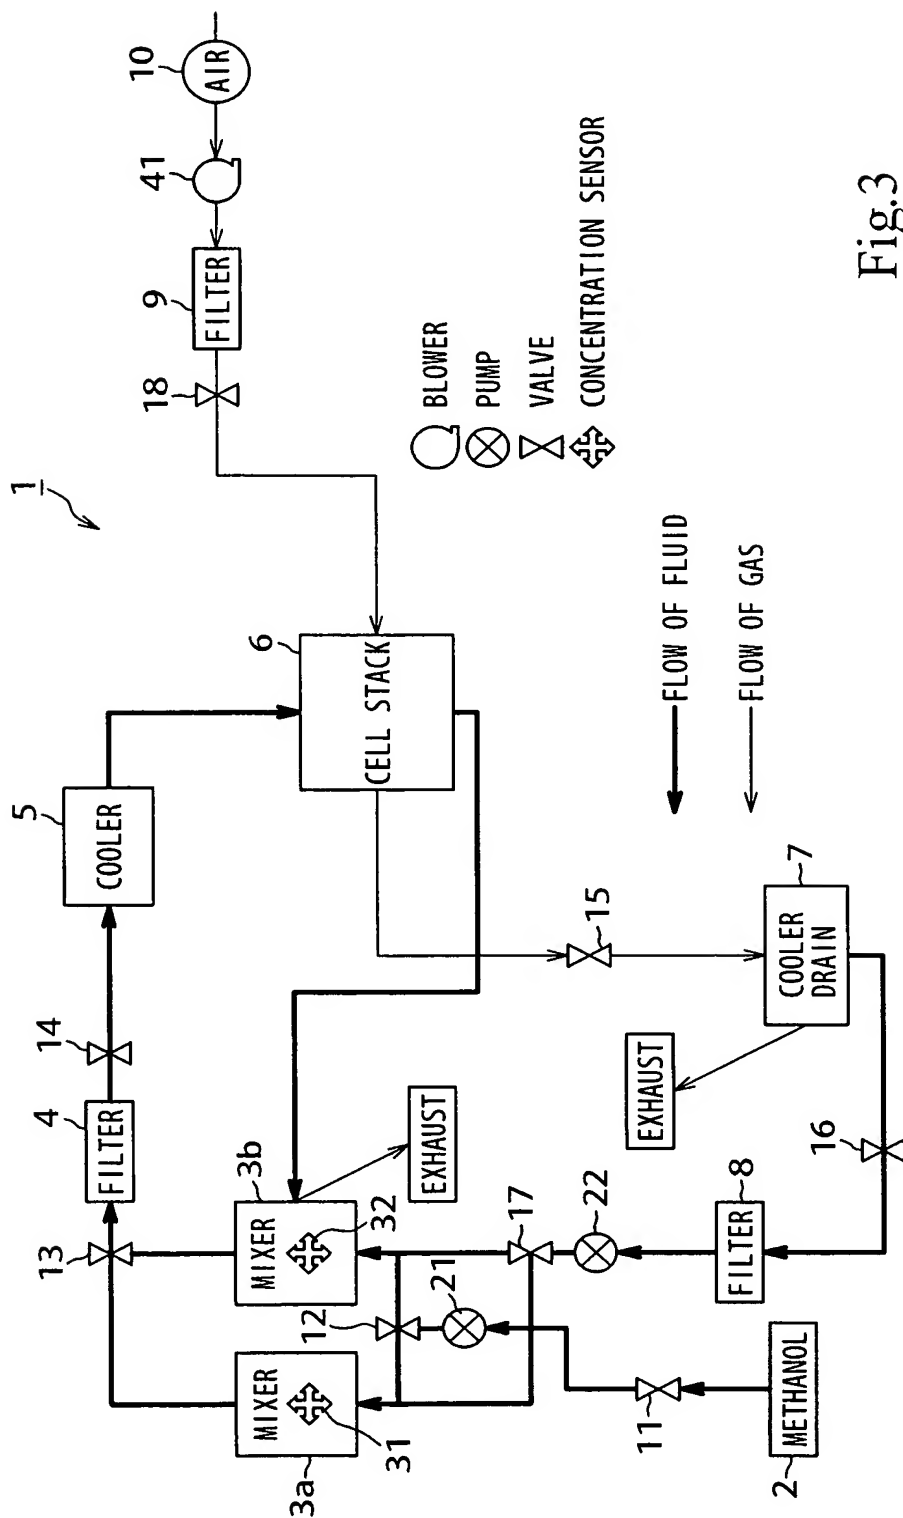 1
3a
MIXER
31
MIXER
3b
32
13
FILTER
4
14
COOLER
5
CELL STACK
6
18
FILTER
9
41
AIR
10
EXHAUST
12
21
17
22
11
METHANOL
2
FILTER
8
16
EXHAUST
15
COOLER
DRAIN
7
BLOWER
PUMP
VALVE
CONCENTRATION SENSOR
FLOW OF FLUID
FLOW OF GAS
Fig.3